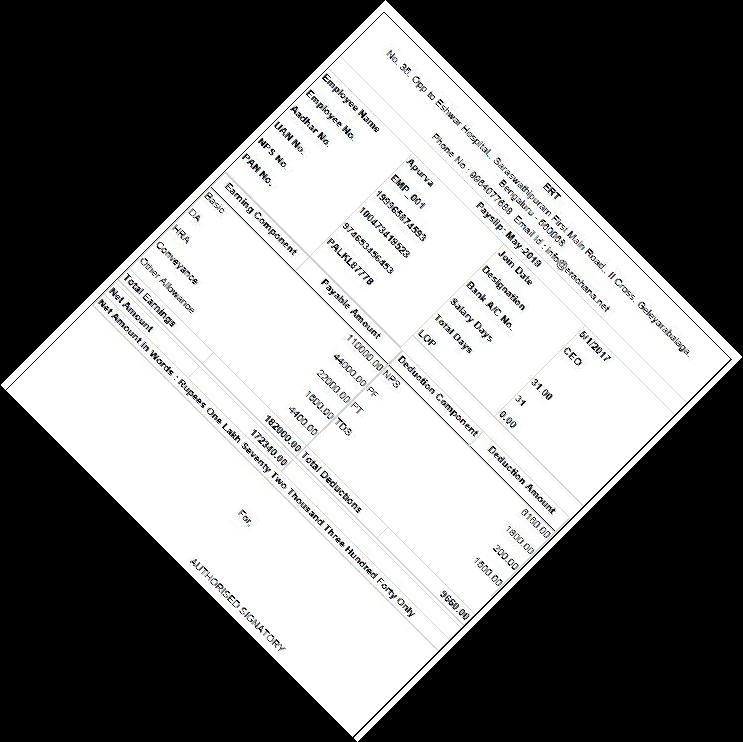 ERT
No. 35, Opp to Eshwar Hospital, Saraswathipuram First Main Road, II Cross, Geleyarabalaga,
Bengaluru - 560068
Phone No : 9964077688 Email Id : info@
Payslip: May-2018
Employee Name Apurva Join Date 5/1/2017
Employee No. EMP_001 Designation CEO
Aadhar No. 199965874593 Bank A/C No.
UAN No. 100473419523 Salary Days 31.00
NPS No. 974653456453 Total Days 31
PAN No. PALKL8777B LOP 0.00
Earning Component Payable Amount Deduction Component Deduction Amount
Basic 110000.00 NPS 6160.00
DA 44000.00 PF 1800.00
HRA 22000.00 PT 200.00
Conveyance 1600.00 TDS 1500.00
Other Allowance 4400.00
Total Earnings 182000.00 Total Deductions 9660.00
Net Amount 172340.00
Net Amount in Words : Rupees One Lakh Seventy Two Thousand Three Hundred Forty Only
For,
AUTHORISED SIGNATORY